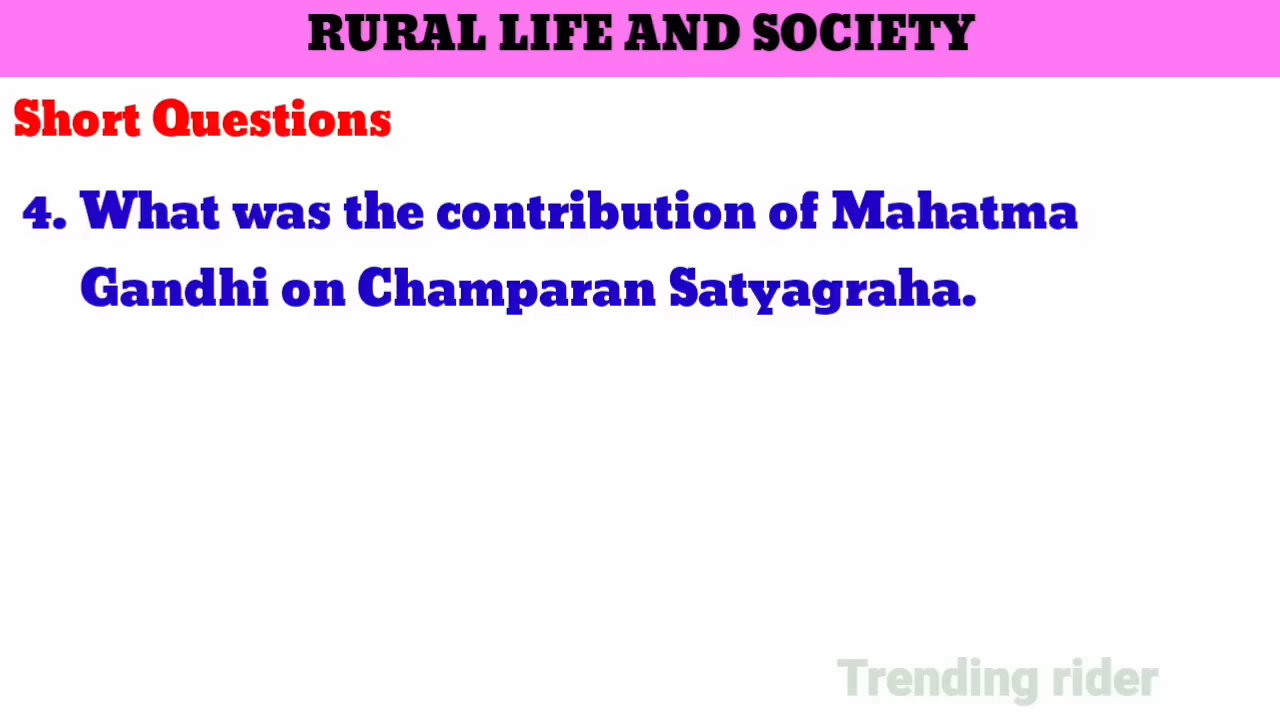 RURAL LIFE AND SOCIETY
Short Questions
4. What was the contribution of Mahatma
Gandhi on Champaran Satyagraha.
Trending rider